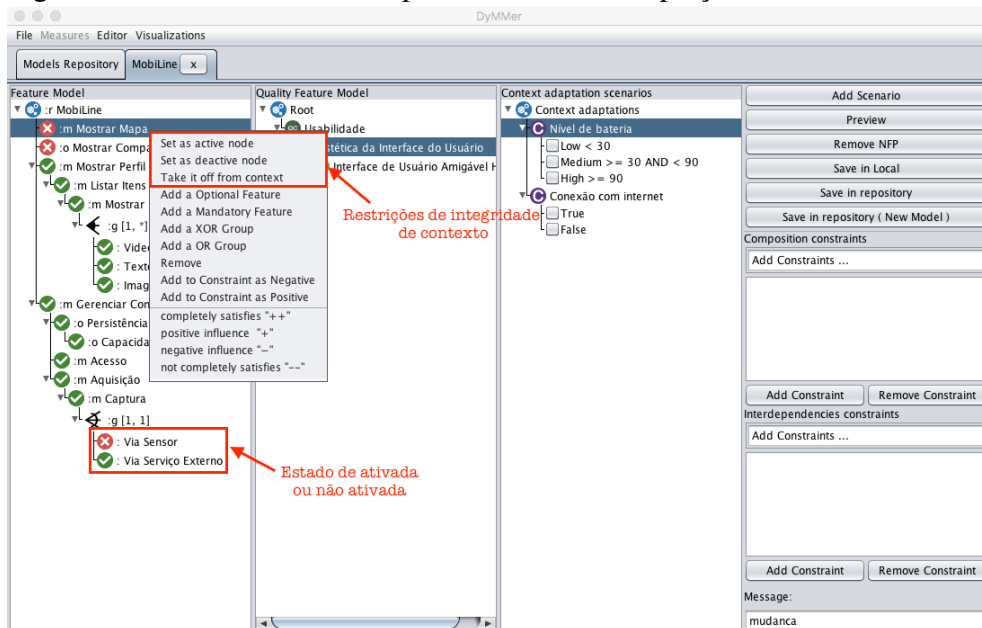 DyMMer
File Measures Editor Visualizations
Models Repository MobiLine x
Feature Model
:r MobiLine
:m Mostrar Mapa
:o Mostrar Compa
:m Mostrar Perfil
:m Listar Itens
:m Mostrar
:g [1, *]
: Vide
: Texto
: Imag
:m Gerenciar Con
:o Persistência
:o Capacida
:m Acesso
:m Aquisição
:m Captura
:g [1, 1]
: Via Sensor
: Via Serviço Externo
Set as active node
Set as deactive node
Take it off from context
Add a Optional Feature
Add a Mandatory Feature
Add a XOR Group
Add a OR Group
Remove
Add to Constraint as Negative
Add to Constraint as Positive
completely satisfies "++"
positive influence "+"
negative influence "-"
not completely satisfies "--"
Quality Feature Model
Root
Usabilidade
stética da Interface do Usuário
Interface de Usuário Amigável H
Restrições de integridade
de contexto
Estado de ativada
ou não ativada
Context adaptation scenarios
Context adaptations
C Nível de bateria
Low < 30
Medium >= 30 AND < 90
High >= 90
C Conexão com internet
True
False
Add Scenario
Preview
Remove NFP
Save in Local
Save in repository
Save in repository ( New Model )
Composition constraints
Add Constraints ...
Add Constraint Remove Constraint
Interdependencies constraints
Add Constraints ...
Add Constraint Remove Constraint
Message:
mudanca